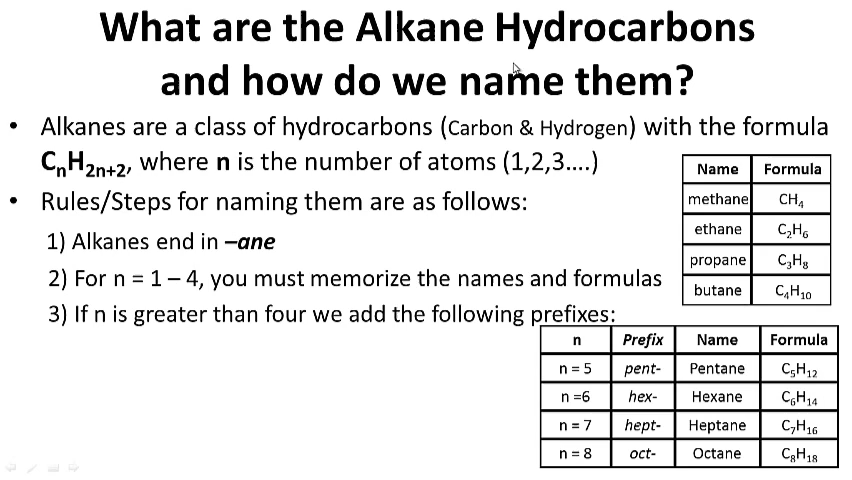 What are the Alkane Hydrocarbons
and how do we name them?
• Alkanes are a class of hydrocarbons (Carbon & Hydrogen) with the formula
CₙH₂ₙ₊₂, where n is the number of atoms (1,2,3....)
• Rules/Steps for naming them are as follows:
1) Alkanes end in –ane
2) For n = 1 – 4, you must memorize the names and formulas
3) If n is greater than four we add the following prefixes:
Name Formula
methane CH₄
ethane C₂H₆
propane C₃H₈
butane C₄H₁₀
n Prefix Name Formula
n = 5 pent- Pentane C₅H₁₂
n =6 hex- Hexane C₆H₁₄
n = 7 hept- Heptane C₇H₁₆
n = 8 oct- Octane C₈H₁₈